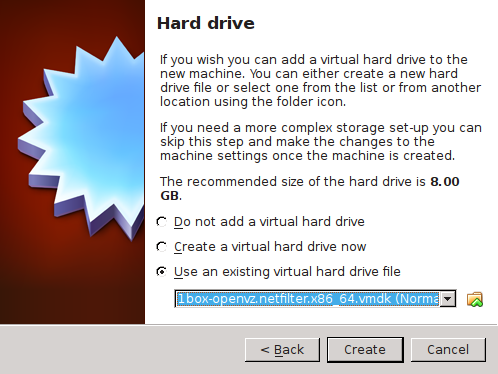 Hard drive
If you wish you can add a virtual hard drive to the
new machine. You can either create a new hard
drive file or select one from the list or from another
location using the folder icon.
If you need a more complex storage set-up you can
skip this step and make the changes to the
machine settings once the machine is created.
The recommended size of the hard drive is 8.00
GB.
Do not add a virtual hard drive
Create a virtual hard drive now
Use an existing virtual hard drive file
1box-openvz.netfilter.x86_64.vmdk (Norma
< Back
Create
Cancel